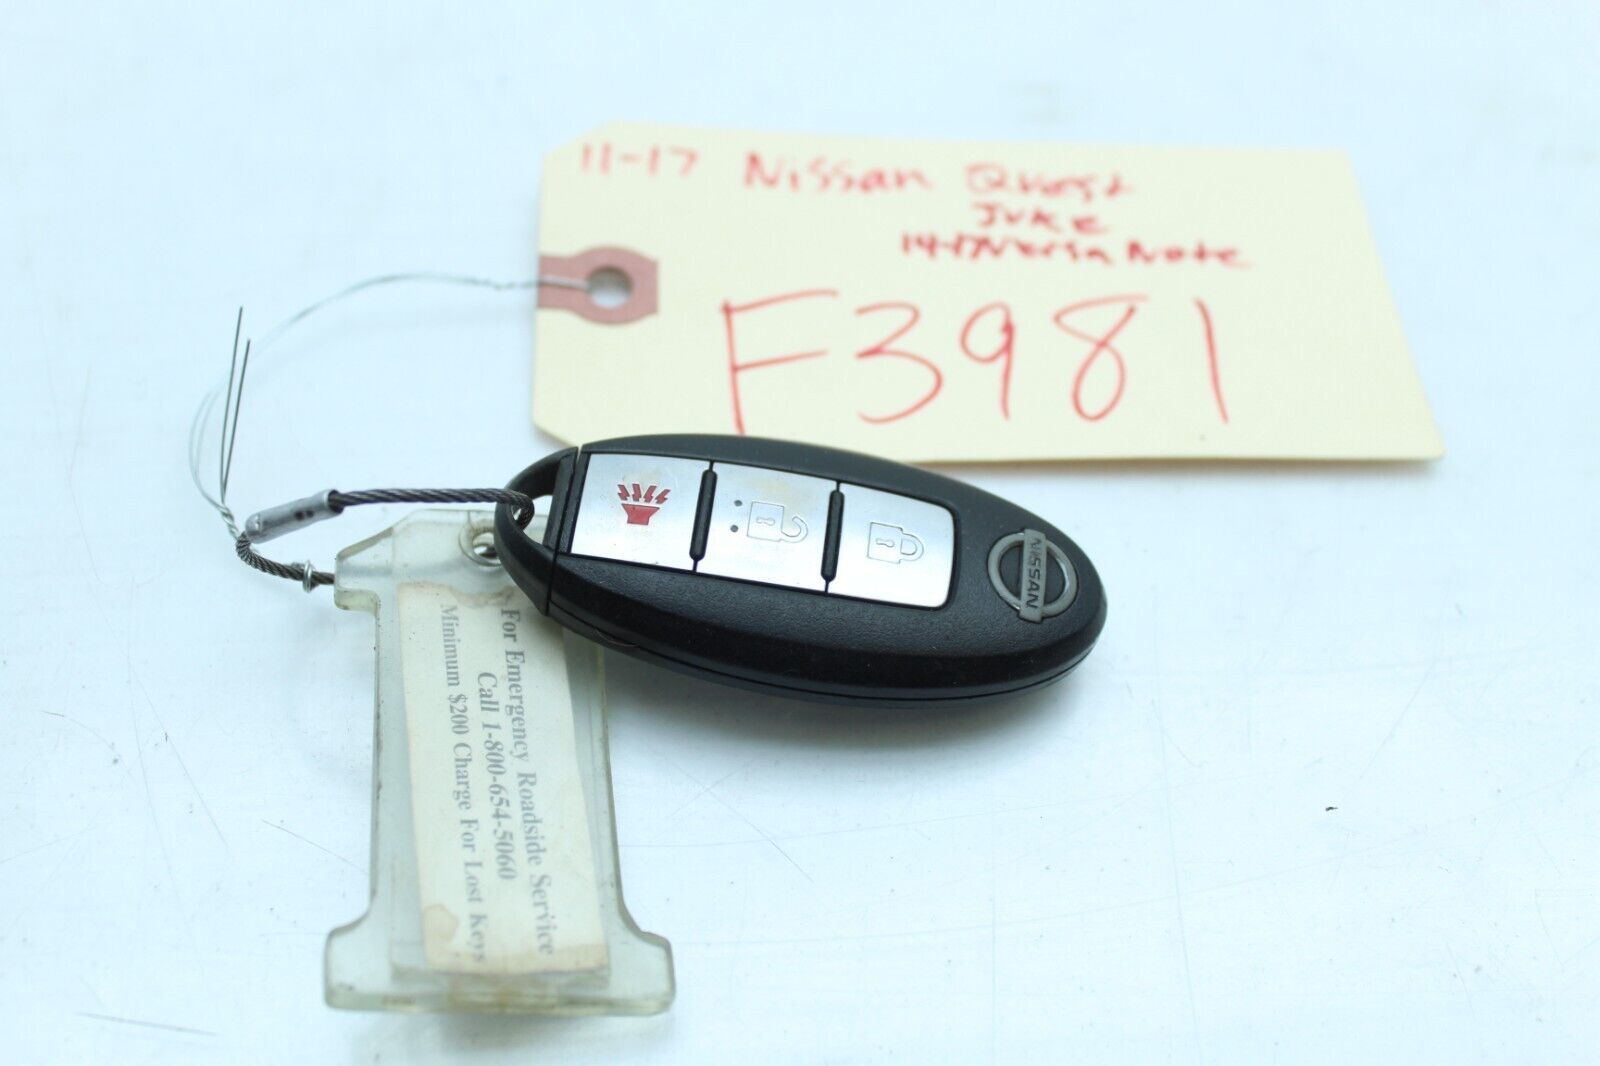 11-17 Nissan Quest
Juke
14-17 Versa Note
F3981
NISSAN
For Emergency Roadside Service
Call 1-800-654-5060
Minimum $200 Charge For Lost Keys